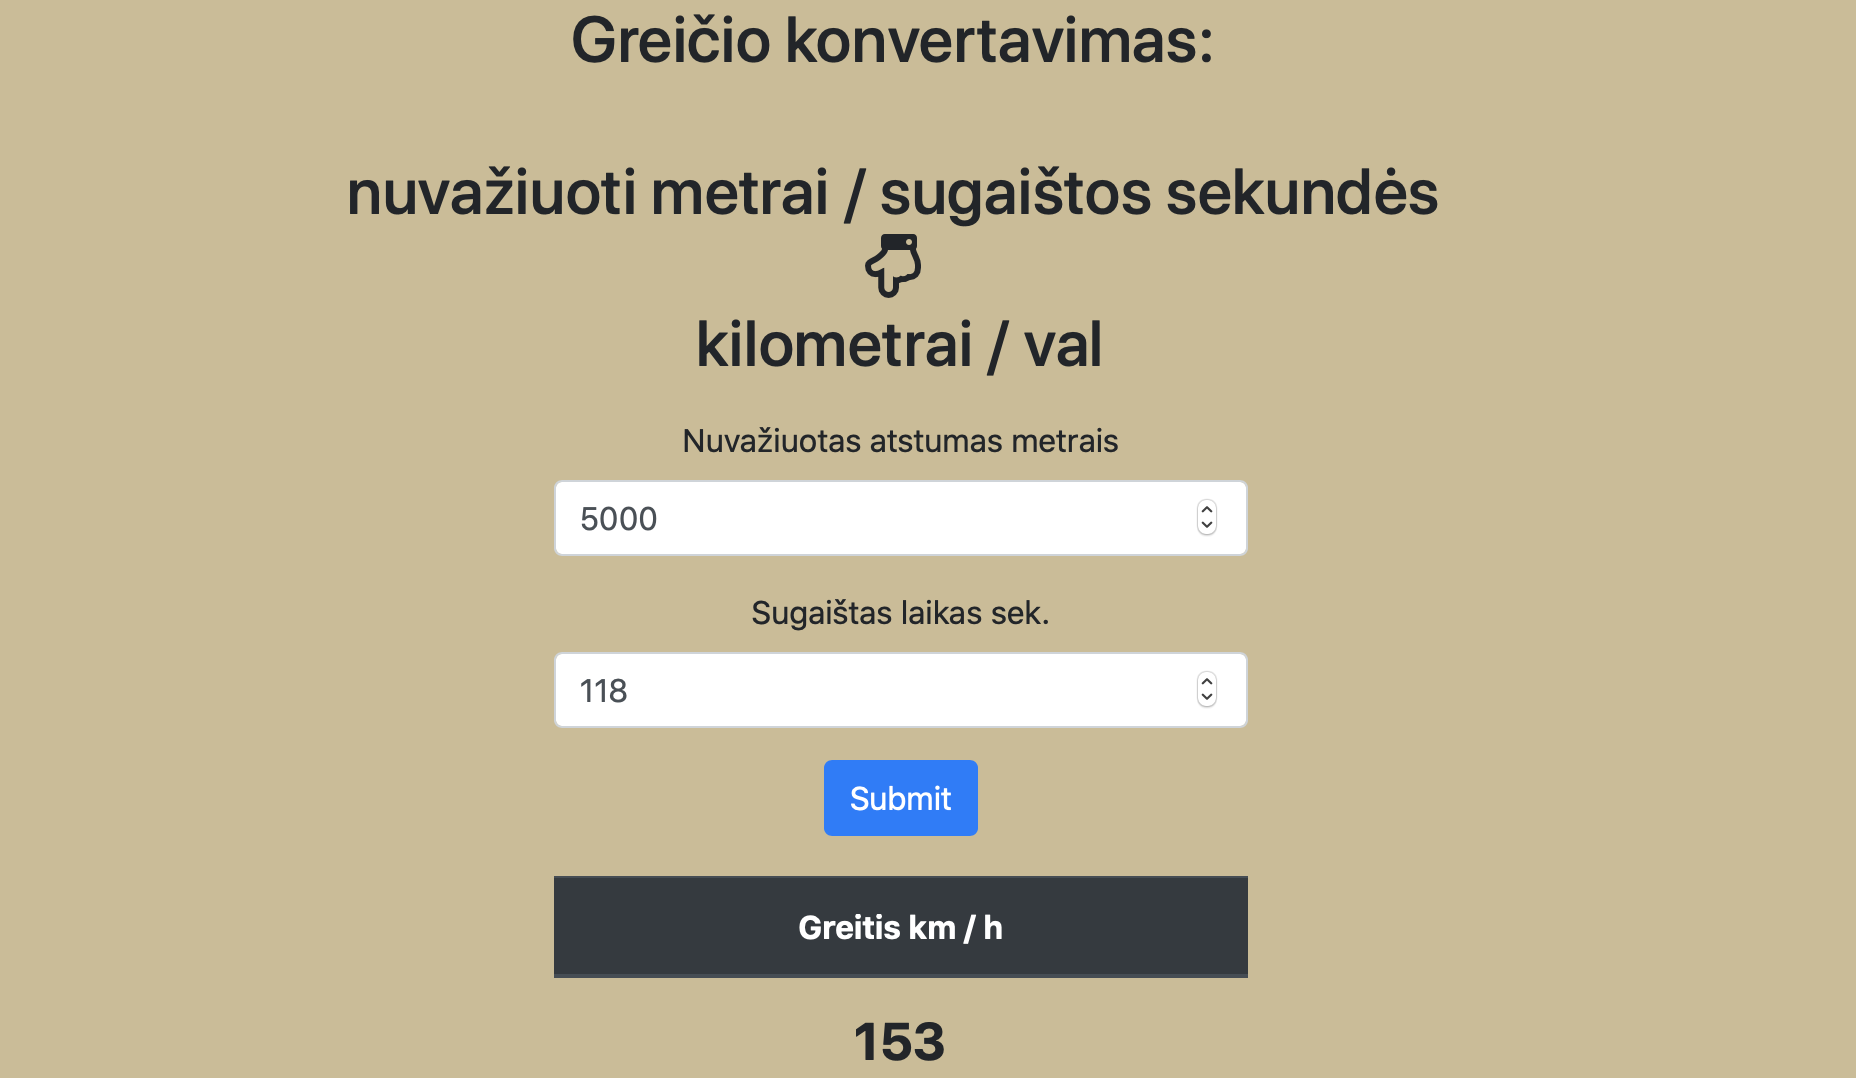 Greičio konvertavimas:
nuvažiuoti metrai / sugaištos sekundės
kilometrai / val
Nuvažiuotas atstumas metrais
5000
Sugaištas laikas sek.
118
Submit
Greitis km / h
153